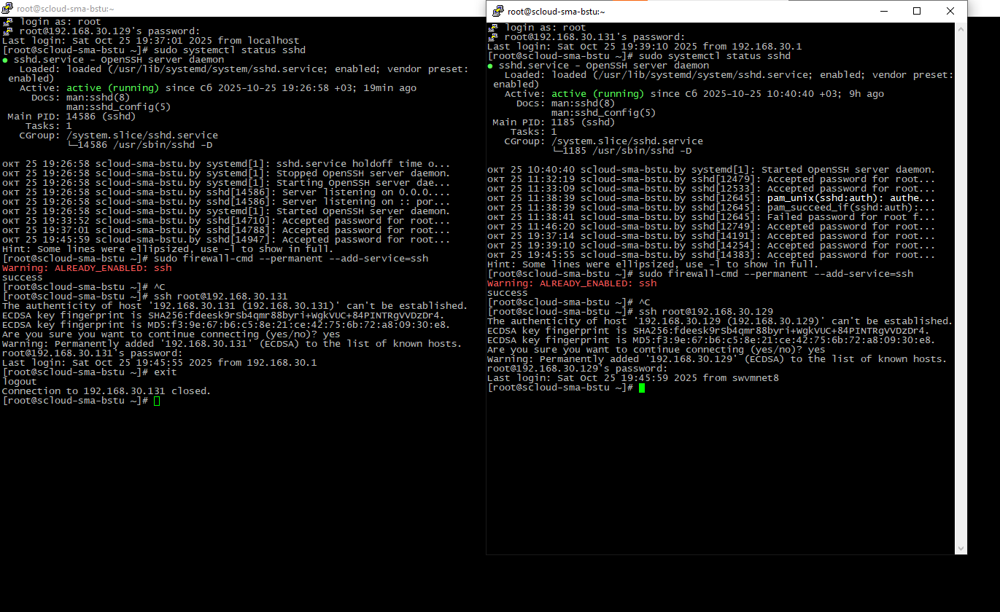 root@scloud-sma-bstu:~
login as: root
root@192.168.30.129's password:
Last login: Sat Oct 25 19:37:01 2025 from localhost
[root@scloud-sma-bstu ~]# sudo systemctl status sshd
● sshd.service - OpenSSH server daemon
   Loaded: loaded (/usr/lib/systemd/system/sshd.service; enabled; vendor preset:
 enabled)
   Active: active (running) since Сб 2025-10-25 19:26:58 +03; 19min ago
     Docs: man:sshd(8)
           man:sshd_config(5)
 Main PID: 14586 (sshd)
    Tasks: 1
   CGroup: /system.slice/sshd.service
           └─14586 /usr/sbin/sshd -D
окт 25 19:26:58 scloud-sma-bstu.by systemd[1]: sshd.service holdoff time o...
окт 25 19:26:58 scloud-sma-bstu.by systemd[1]: Stopped OpenSSH server daemon.
окт 25 19:26:58 scloud-sma-bstu.by systemd[1]: Starting OpenSSH server dae...
окт 25 19:26:58 scloud-sma-bstu.by sshd[14586]: Server listening on 0.0.0....
окт 25 19:26:58 scloud-sma-bstu.by sshd[14586]: Server listening on :: por...
окт 25 19:26:58 scloud-sma-bstu.by systemd[1]: Started OpenSSH server daemon.
окт 25 19:33:52 scloud-sma-bstu.by sshd[14710]: Accepted password for root...
окт 25 19:37:01 scloud-sma-bstu.by sshd[14788]: Accepted password for root...
окт 25 19:45:59 scloud-sma-bstu.by sshd[14947]: Accepted password for root...
Hint: Some lines were ellipsized, use -l to show in full.
[root@scloud-sma-bstu ~]# sudo firewall-cmd --permanent --add-service=ssh
Warning: ALREADY_ENABLED: ssh
success
[root@scloud-sma-bstu ~]# ^C
[root@scloud-sma-bstu ~]# ssh root@192.168.30.131
The authenticity of host '192.168.30.131 (192.168.30.131)' can't be established.
ECDSA key fingerprint is SHA256:fdeesk9rSb4qmr88byri+WgkVUC+84PINTRgVVDzDr4.
ECDSA key fingerprint is MD5:f3:9e:67:b6:c5:8e:21:ce:42:75:6b:72:a8:09:30:e8.
Are you sure you want to continue connecting (yes/no)? yes
Warning: Permanently added '192.168.30.131' (ECDSA) to the list of known hosts.
root@192.168.30.131's password:
Last login: Sat Oct 25 19:45:55 2025 from 192.168.30.1
[root@scloud-sma-bstu ~]# exit
logout
Connection to 192.168.30.131 closed.
[root@scloud-sma-bstu ~]#
root@scloud-sma-bstu:~
login as: root
root@192.168.30.131's password:
Last login: Sat Oct 25 19:39:10 2025 from 192.168.30.1
[root@scloud-sma-bstu ~]# sudo systemctl status sshd
● sshd.service - OpenSSH server daemon
   Loaded: loaded (/usr/lib/systemd/system/sshd.service; enabled; vendor preset:
 enabled)
   Active: active (running) since Сб 2025-10-25 10:40:40 +03; 9h ago
     Docs: man:sshd(8)
           man:sshd_config(5)
 Main PID: 1185 (sshd)
    Tasks: 1
   CGroup: /system.slice/sshd.service
           └─1185 /usr/sbin/sshd -D
окт 25 10:40:40 scloud-sma-bstu.by systemd[1]: Started OpenSSH server daemon.
окт 25 11:32:19 scloud-sma-bstu.by sshd[12479]: Accepted password for root...
окт 25 11:33:09 scloud-sma-bstu.by sshd[12533]: Accepted password for root...
окт 25 11:38:39 scloud-sma-bstu.by sshd[12645]: pam_unix(sshd:auth): authe...
окт 25 11:38:39 scloud-sma-bstu.by sshd[12645]: pam_succeed_if(sshd:auth):...
окт 25 11:38:41 scloud-sma-bstu.by sshd[12645]: Failed password for root f...
окт 25 11:46:20 scloud-sma-bstu.by sshd[12749]: Accepted password for root...
окт 25 19:37:14 scloud-sma-bstu.by sshd[14191]: Accepted password for root...
окт 25 19:39:10 scloud-sma-bstu.by sshd[14254]: Accepted password for root...
окт 25 19:45:55 scloud-sma-bstu.by sshd[14383]: Accepted password for root...
Hint: Some lines were ellipsized, use -l to show in full.
[root@scloud-sma-bstu ~]# sudo firewall-cmd --permanent --add-service=ssh
Warning: ALREADY_ENABLED: ssh
success
[root@scloud-sma-bstu ~]# ^C
[root@scloud-sma-bstu ~]# ssh root@192.168.30.129
The authenticity of host '192.168.30.129 (192.168.30.129)' can't be established.
ECDSA key fingerprint is SHA256:fdeesk9rSb4qmr88byri+WgkVUC+84PINTRgVVDzDr4.
ECDSA key fingerprint is MD5:f3:9e:67:b6:c5:8e:21:ce:42:75:6b:72:a8:09:30:e8.
Are you sure you want to continue connecting (yes/no)? yes
Warning: Permanently added '192.168.30.129' (ECDSA) to the list of known hosts.
root@192.168.30.129's password:
Last login: Sat Oct 25 19:45:59 2025 from swvmnet8
[root@scloud-sma-bstu ~]#